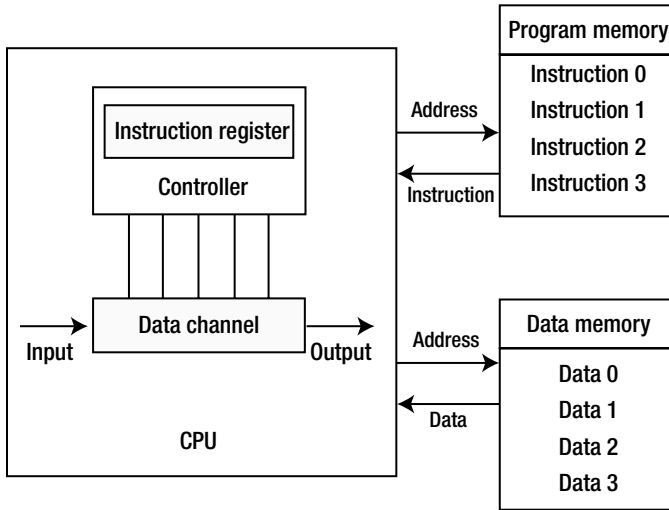 Program memory
Instruction 0
Instruction 1
Instruction 2
Instruction 3
Address
Instruction
Instruction register
Controller
Data channel
Input
Output
CPU
Address
Data
Data memory
Data 0
Data 1
Data 2
Data 3